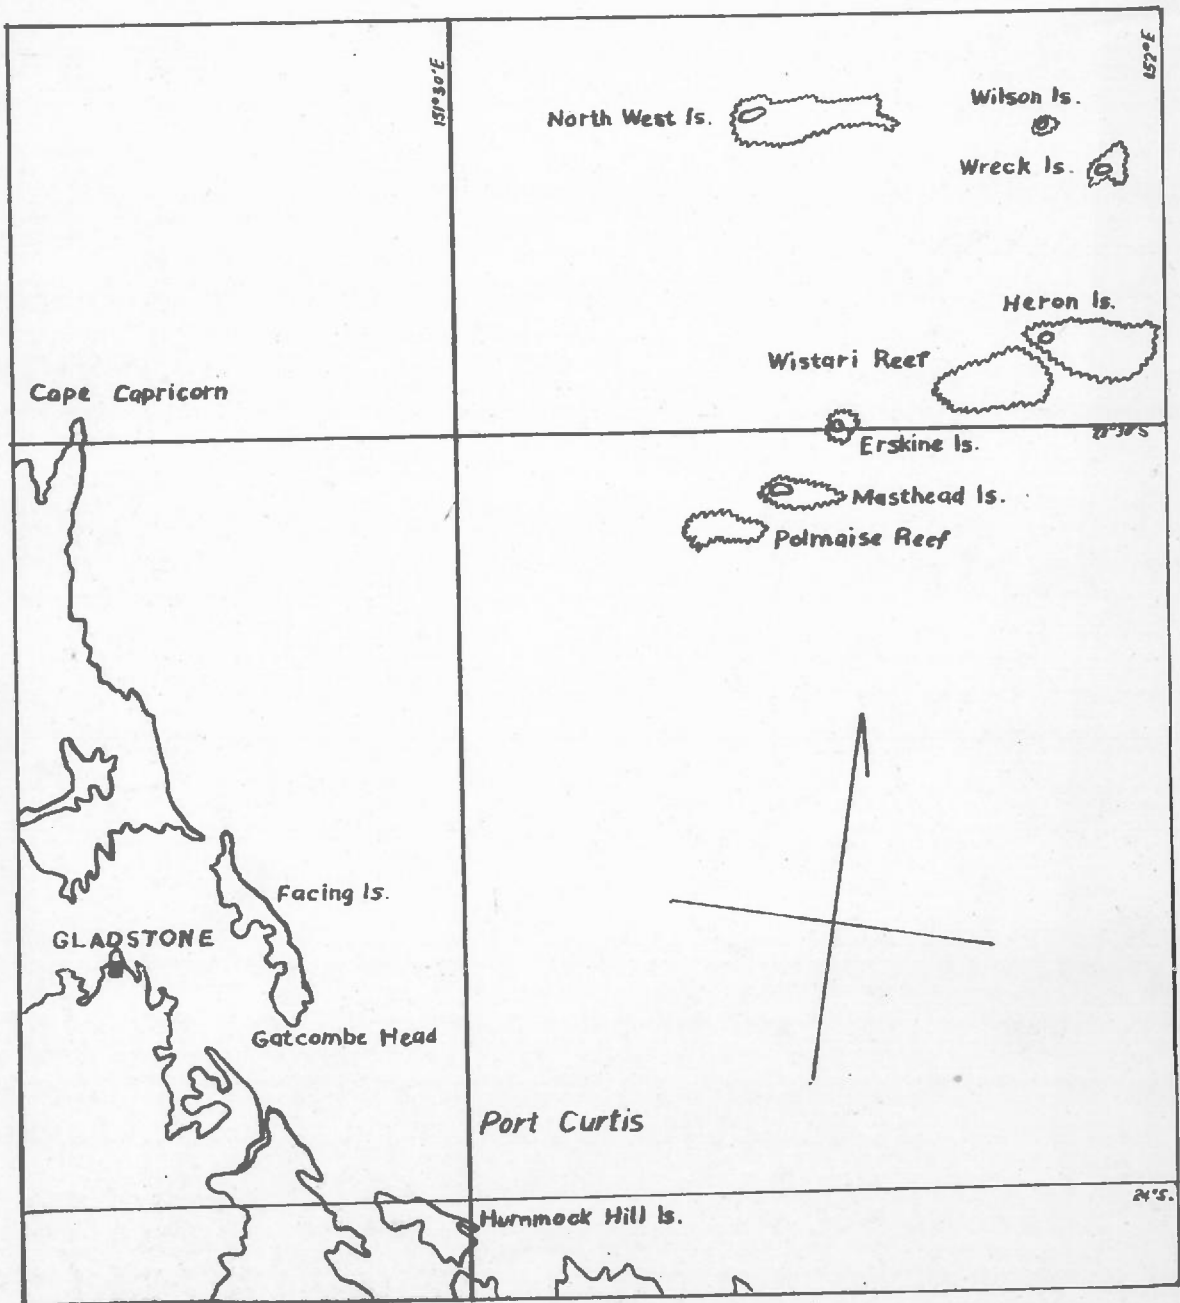 151°30'E
152°E
North West Is.
Wilson Is.
Wreck Is.
Heron Is.
Wistari Reef
Cape Capricorn
23°30'S
Erskine Is.
Masthead Is.
Polmaise Reef
Facing Is.
GLADSTONE
Gatcombe Head
Port Curtis
24°S.
Hummock Hill Is.